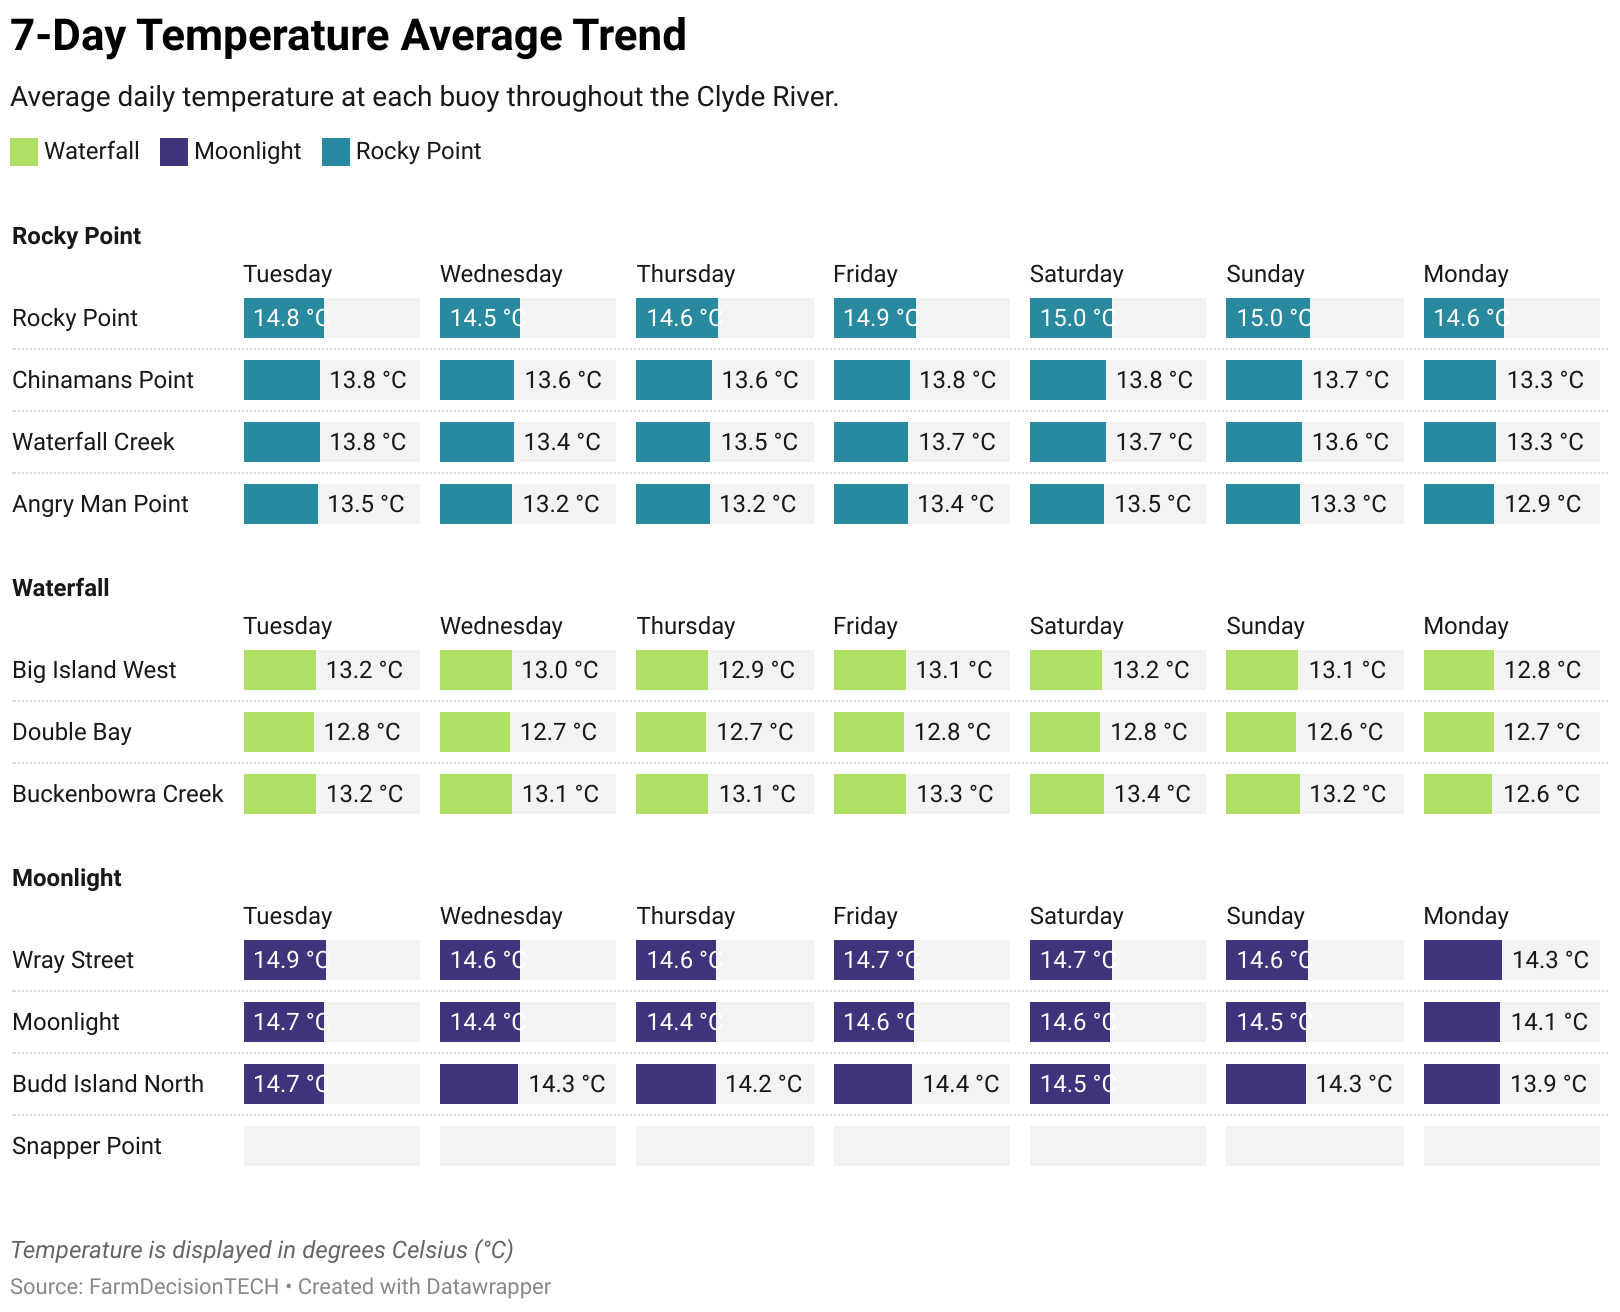 7-Day Temperature Average Trend
Average daily temperature at each buoy throughout the Clyde River.
Waterfall Moonlight Rocky Point
Rocky Point
Tuesday Wednesday Thursday Friday Saturday Sunday Monday
Rocky Point 14.8 °C 14.5 °C 14.6 °C 14.9 °C 15.0 °C 15.0 °C 14.6 °C
Chinamans Point 13.8 °C 13.6 °C 13.6 °C 13.8 °C 13.8 °C 13.7 °C 13.3 °C
Waterfall Creek 13.8 °C 13.4 °C 13.5 °C 13.7 °C 13.7 °C 13.6 °C 13.3 °C
Angry Man Point 13.5 °C 13.2 °C 13.2 °C 13.4 °C 13.5 °C 13.3 °C 12.9 °C
Waterfall
Tuesday Wednesday Thursday Friday Saturday Sunday Monday
Big Island West 13.2 °C 13.0 °C 12.9 °C 13.1 °C 13.2 °C 13.1 °C 12.8 °C
Double Bay 12.8 °C 12.7 °C 12.7 °C 12.8 °C 12.8 °C 12.6 °C 12.7 °C
Buckenbowra Creek 13.2 °C 13.1 °C 13.1 °C 13.3 °C 13.4 °C 13.2 °C 12.6 °C
Moonlight
Tuesday Wednesday Thursday Friday Saturday Sunday Monday
Wray Street 14.9 °C 14.6 °C 14.6 °C 14.7 °C 14.7 °C 14.6 °C 14.3 °C
Moonlight 14.7 °C 14.4 °C 14.4 °C 14.6 °C 14.6 °C 14.5 °C 14.1 °C
Budd Island North 14.7 °C 14.3 °C 14.2 °C 14.4 °C 14.5 °C 14.3 °C 13.9 °C
Snapper Point
Temperature is displayed in degrees Celsius (°C)
Source: FarmDecisionTECH • Created with Datawrapper